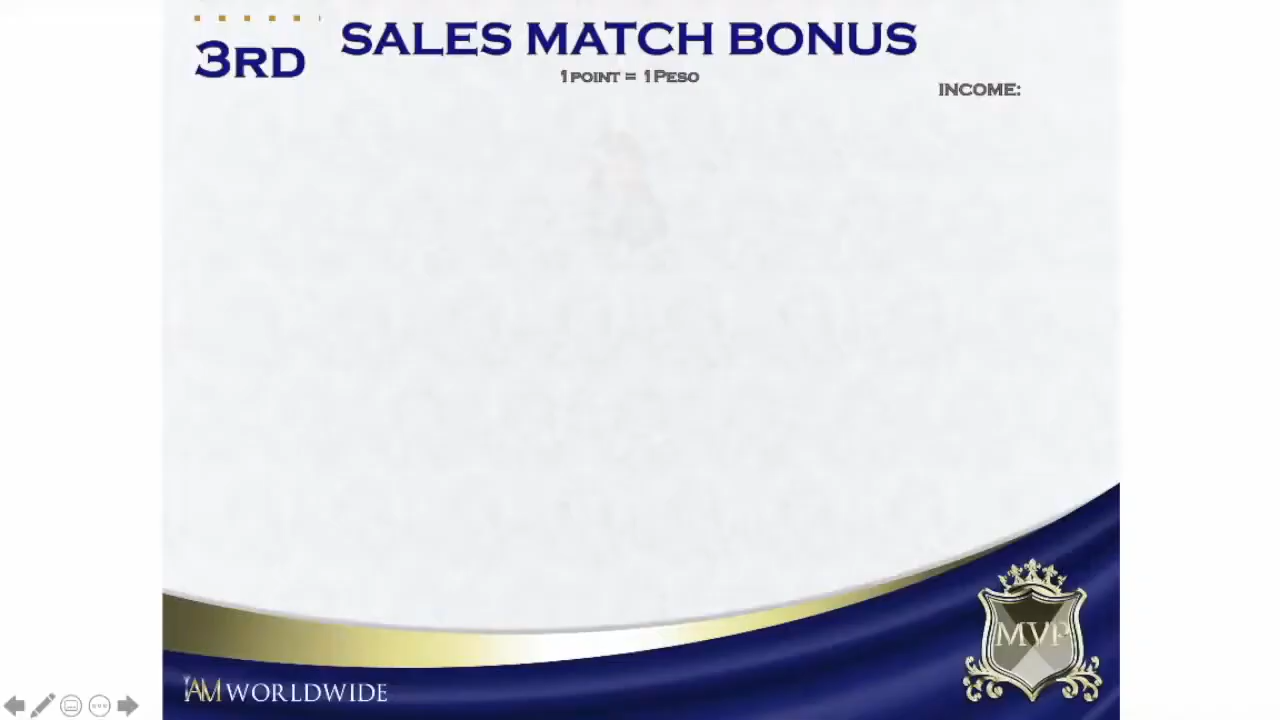 3RD
SALES MATCH BONUS
1 POINT = 1 PESO
INCOME:
MVP
IAM WORLDWIDE